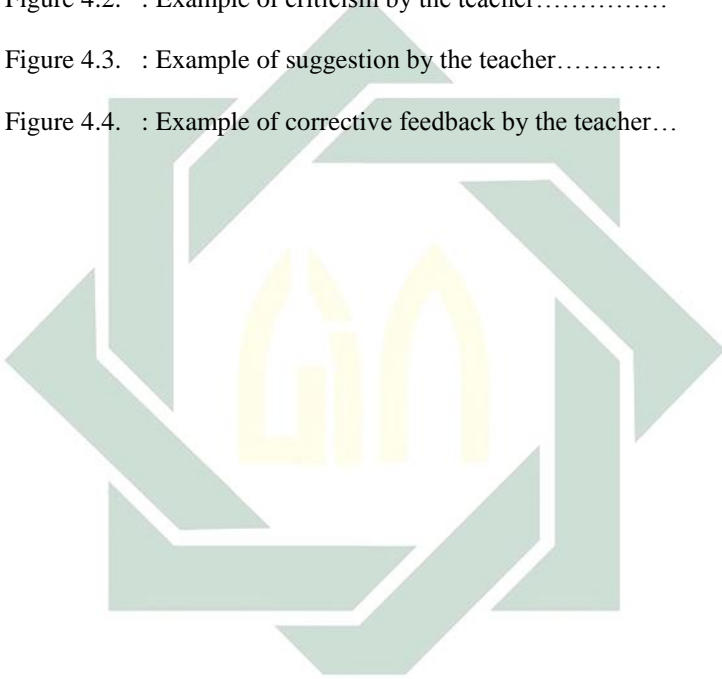 Figure 4.2. : Example of criticism by the teacher……………
Figure 4.3. : Example of suggestion by the teacher…………
Figure 4.4. : Example of corrective feedback by the teacher…